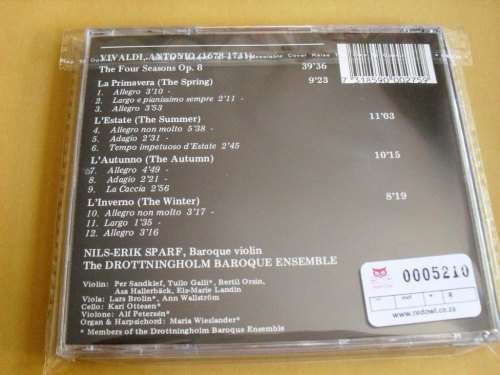 VIVALDI, ANTONIO (1678-1731)
The Four Seasons Op. 8 39'36
La Primavera (The Spring) 9'23
1. Allegro 3'10 -
2. Largo e pianissimo sempre 2'11 -
3. Allegro 3'53
L'Estate (The Summer) 11'03
4. Allegro non molto 5'38 -
5. Adagio 2'31 -
6. Tempo impetuoso d'Estate 2'45
L'Autunno (The Autumn) 10'15
7. Allegro 4'49 -
8. Adagio 2'21 -
9. La Caccia 2'56
L'Inverno (The Winter) 8'19
10. Allegro non molto 3'17 -
11. Largo 1'35 -
12. Allegro 3'16
NILS-ERIK SPARF, Baroque violin
The DROTTNINGHOLM BAROQUE ENSEMBLE
Violin: Per Sandklef, Tullo Galli*, Bertil Orsin,
Asa Hallerbäck, Els-Marie Landin
Viola: Lars Brolin*, Ann Wallström
Cello: Kari Ottesen*
Violone: Alf Petersén*
Organ & Harpsichord: Maria Wieslander*
* Members of the Drottningholm Baroque Ensemble
7 318590 002759
0005210
www.redowl.co.za